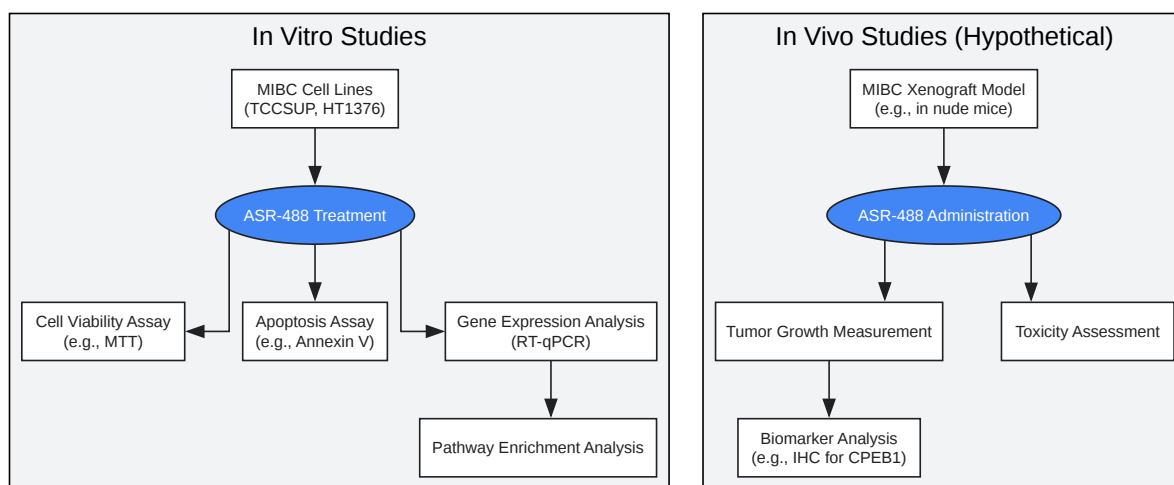 In Vitro Studies
MIBC Cell Lines
(TCCSUP, HT1376)
ASR-488 Treatment
Cell Viability Assay
(e.g., MTT)
Apoptosis Assay
(e.g., Annexin V)
Gene Expression Analysis
(RT-qPCR)
Pathway Enrichment Analysis
In Vivo Studies (Hypothetical)
MIBC Xenograft Model
(e.g., in nude mice)
ASR-488 Administration
Tumor Growth Measurement
Toxicity Assessment
Biomarker Analysis
(e.g., IHC for CPEB1)